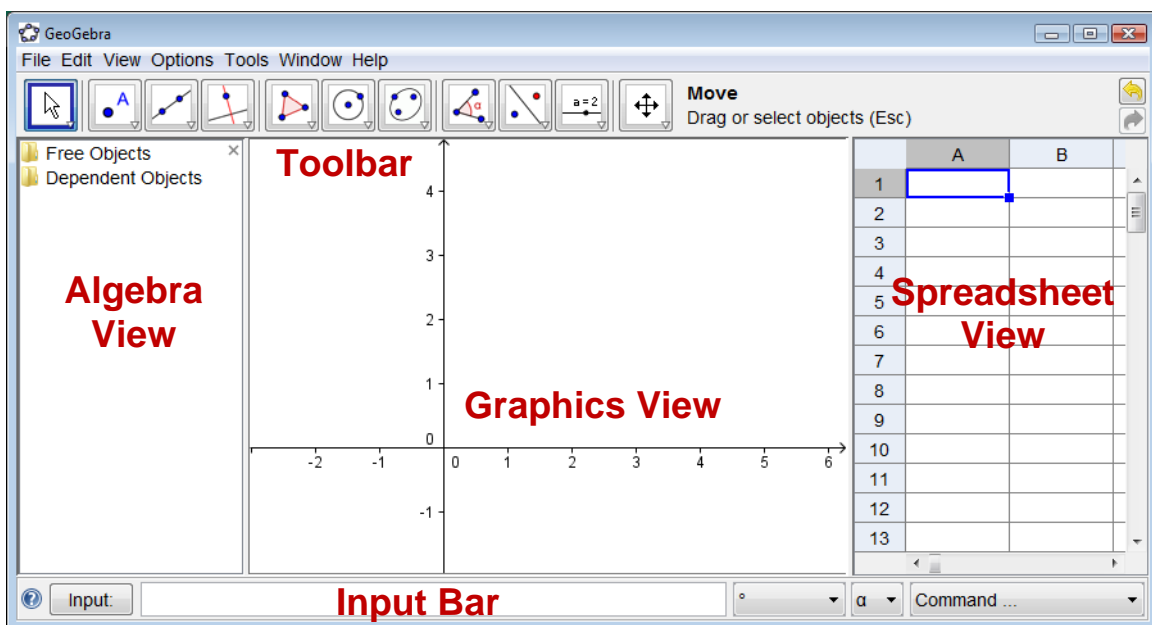 GeoGebra
File Edit View Options Tools Window Help
A
α
a = 2
Move
Drag or select objects (Esc)
Free Objects
Dependent Objects
Toolbar
Algebra
View
Graphics View
Spreadsheet
View
4
3
2
1
0
-1
-2 -1 0 1 2 3 4 5 6
A B
1
2
3
4
5
6
7
8
9
10
11
12
13
Input:
Input Bar
°
α
Command ...